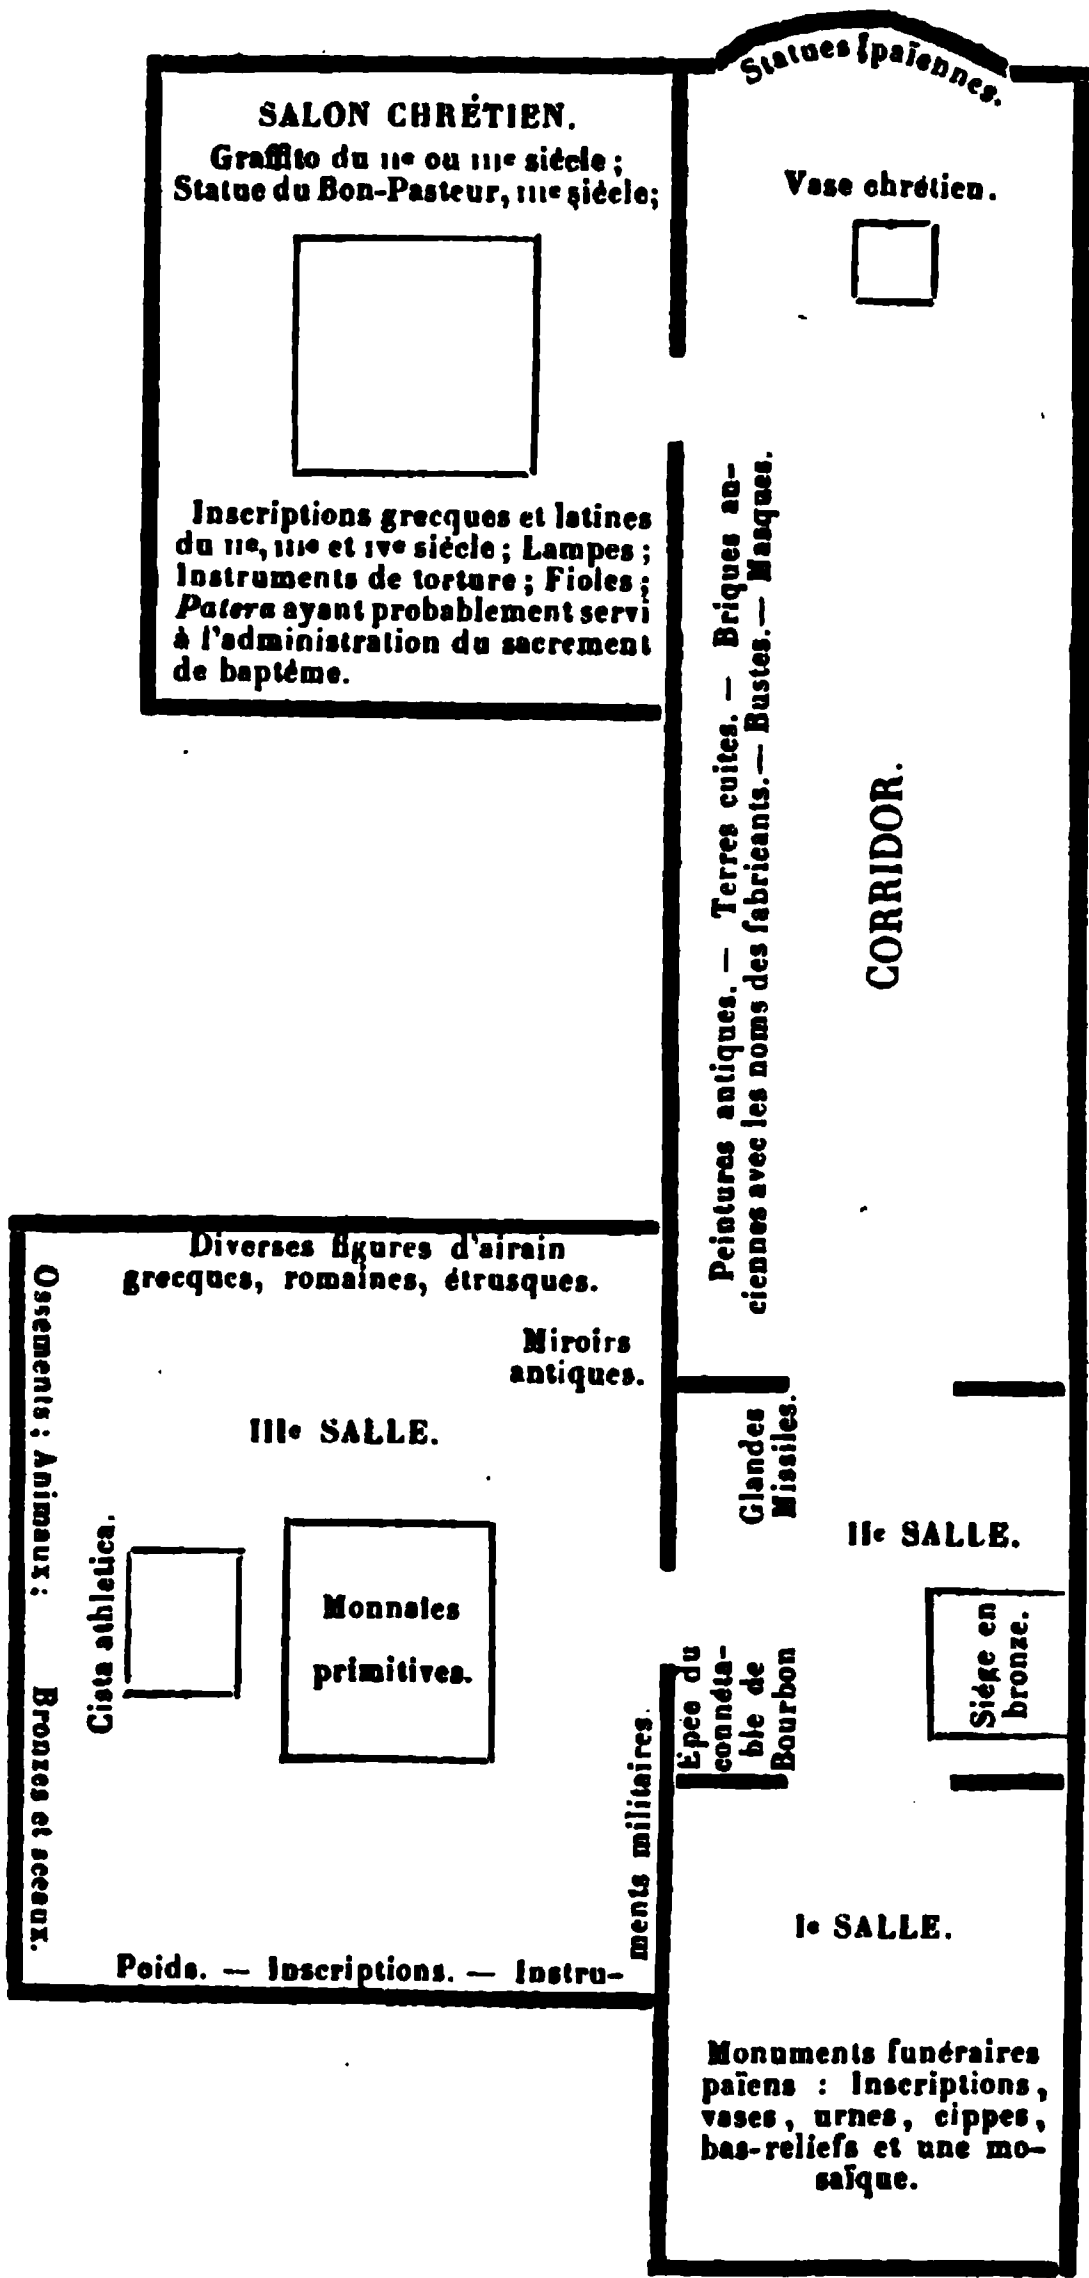 Statues païennes.
SALON CHRÉTIEN.
Graffito du IIe ou IIIe siècle ;
Statue du Bon-Pasteur, IIIe siècle;
Vase chrétien.
Inscriptions grecques et latines
du IIe, IIIe et IVe siècle ; Lampes ;
Instruments de torture ; Fioles ;
Patera ayant probablement servi
à l'administration du sacrement
de baptême.
Peintures antiques. — Terres cuites. — Briques an-
ciennes avec les noms des fabricants. — Bustes. — Masques.
CORRIDOR.
Diverses figures d'airain
grecques, romaines, étrusques.
Miroirs
antiques.
Ossements ; Animaux ; Bronzes et sceaux.
IIIe SALLE.
Cista athletica.
Monnaies
primitives.
Poids. — Inscriptions. — Instru-
ments militaires.
Glandes
Missiles.
IIe SALLE.
Siége en
bronze.
Epée du
connéta-
ble de
Bourbon
Ie SALLE.
Monuments funéraires
païens : Inscriptions,
vases, urnes, cippes,
bas-reliefs et une mo-
saïque.